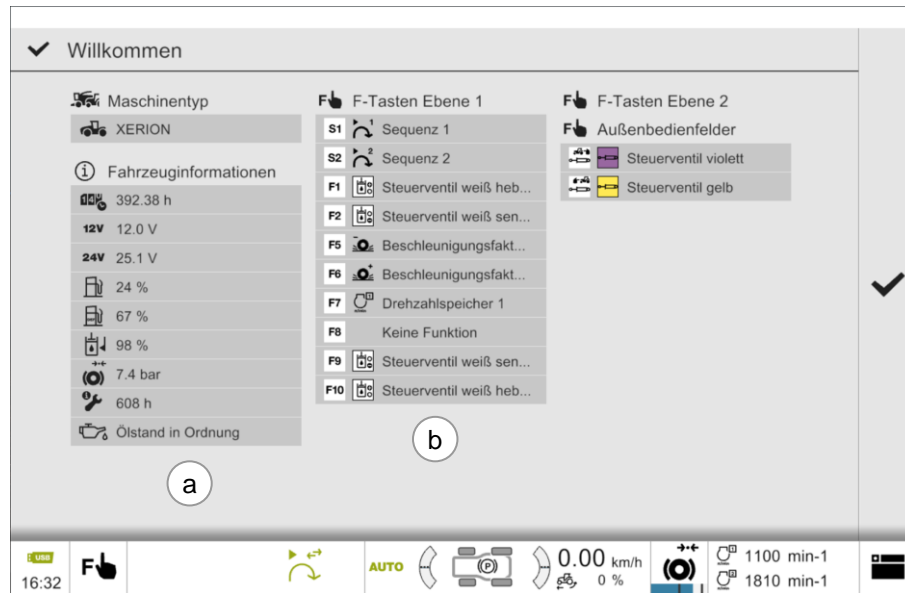 Willkommen
Maschinentyp
XERION
Fahrzeuginformationen
392.38 h
12V 12.0 V
24V 25.1 V
24 %
67 %
98 %
7.4 bar
608 h
Ölstand in Ordnung
a
F F-Tasten Ebene 1
S1 1 Sequenz 1
S2 2 Sequenz 2
F1 Steuerventil weiß heb...
F2 Steuerventil weiß sen...
F5 Beschleunigungsfakt...
F6 Beschleunigungsfakt...
F7 Drehzahlspeicher 1
F8 Keine Funktion
F9 Steuerventil weiß sen...
F10 Steuerventil weiß heb...
b
F F-Tasten Ebene 2
F Außenbedienfelder
Steuerventil violett
Steuerventil gelb
USB
16:32
F
AUTO
(P)
0.00 km/h
0 %
1100 min-1
1810 min-1